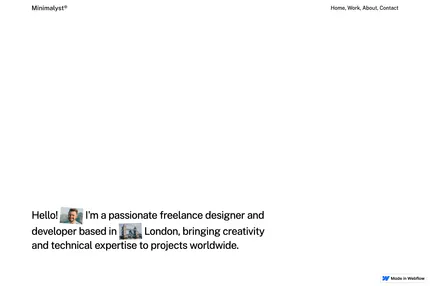 Minimalyst®
Home, Work, About, Contact
Hello! I'm a passionate freelance designer and
developer based in London, bringing creativity
and technical expertise to projects worldwide.
Made in Webflow